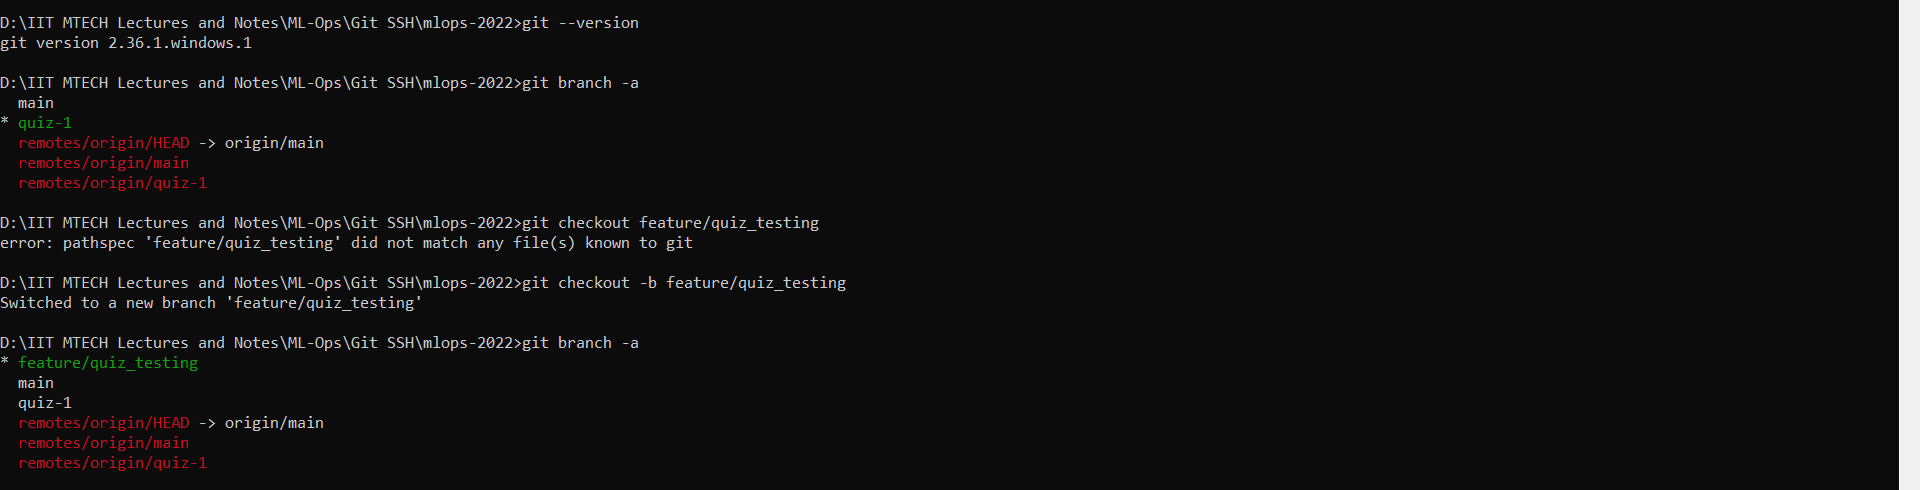 D:\IIT MTECH Lectures and Notes\ML-Ops\Git SSH\mlops-2022>git --version
git version 2.36.1.windows.1
D:\IIT MTECH Lectures and Notes\ML-Ops\Git SSH\mlops-2022>git branch -a
  main
* quiz-1
  remotes/origin/HEAD -> origin/main
  remotes/origin/main
  remotes/origin/quiz-1
D:\IIT MTECH Lectures and Notes\ML-Ops\Git SSH\mlops-2022>git checkout feature/quiz_testing
error: pathspec 'feature/quiz_testing' did not match any file(s) known to git
D:\IIT MTECH Lectures and Notes\ML-Ops\Git SSH\mlops-2022>git checkout -b feature/quiz_testing
Switched to a new branch 'feature/quiz_testing'
D:\IIT MTECH Lectures and Notes\ML-Ops\Git SSH\mlops-2022>git branch -a
* feature/quiz_testing
  main
  quiz-1
  remotes/origin/HEAD -> origin/main
  remotes/origin/main
  remotes/origin/quiz-1